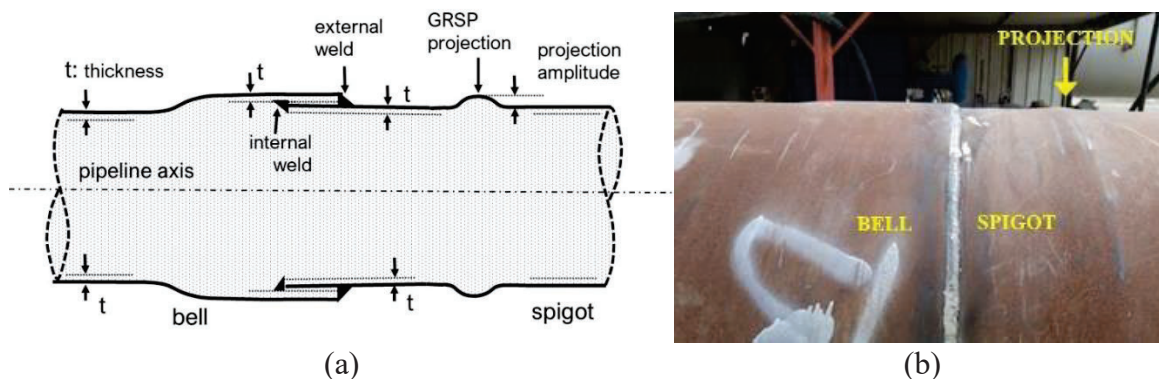 external
weld
GRSP
projection
projection
amplitude
t: thickness
t
t
internal
weld
pipeline axis
t
t
bell
spigot
(a)
PROJECTION
BELL
SPIGOT
(b)